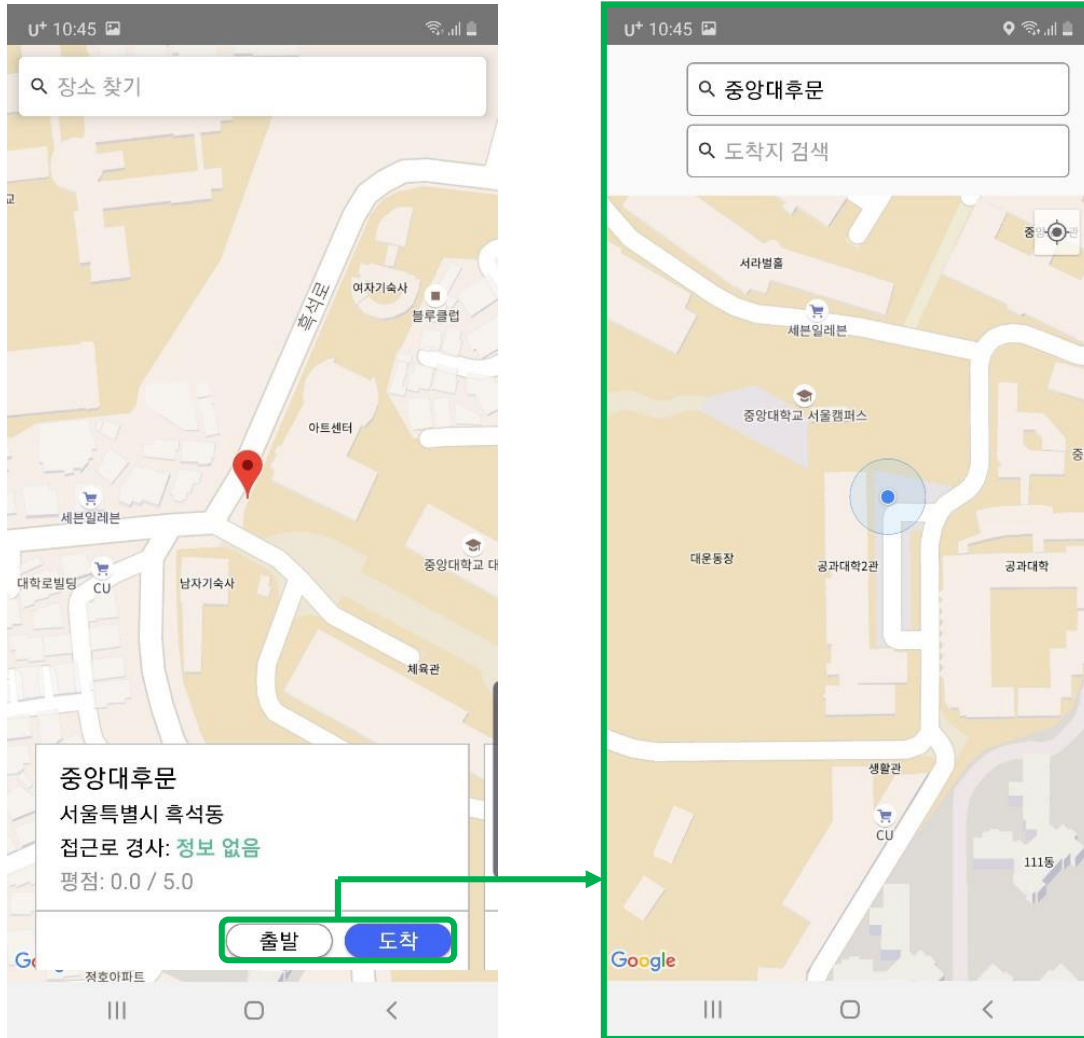 U+ 10:45
장소 찾기
교
흑석로
여자기숙사
블루클럽
아트센터
세븐일레븐
중앙대학교 대
대학로빌딩
CU
남자기숙사
체육관
중앙대후문
서울특별시 흑석동
접근로 경사: 정보 없음
평점: 0.0 / 5.0
출발
도착
정호아파트
U+ 10:45
중앙대후문
도착지 검색
서라벌홀
세븐일레븐
중앙대학교 서울캠퍼스
중
대운동장
공과대학2관
공과대학
생활관
CU
111동
Google